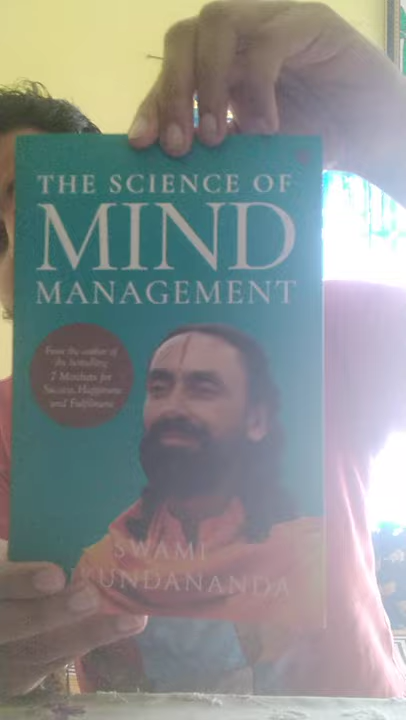 THE SCIENCE OF
MIND
MANAGEMENT
From the author of
the bestselling
7 Mindsets for
Success, Happiness
and Fulfilment
SWAMI
UNDANANDA